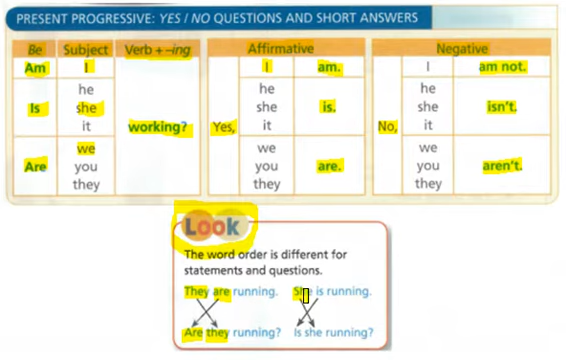 PRESENT PROGRESSIVE: YES / NO QUESTIONS AND SHORT ANSWERS
Be Subject Verb + -ing Affirmative Negative
Am I I am. I am not.
he he he
Is she she is. she isn't.
it working? Yes, it No, it
we we we
Are you you are. you aren't.
they they they
Look
The word order is different for
statements and questions.
They are running. She is running.
Are they running? Is she running?